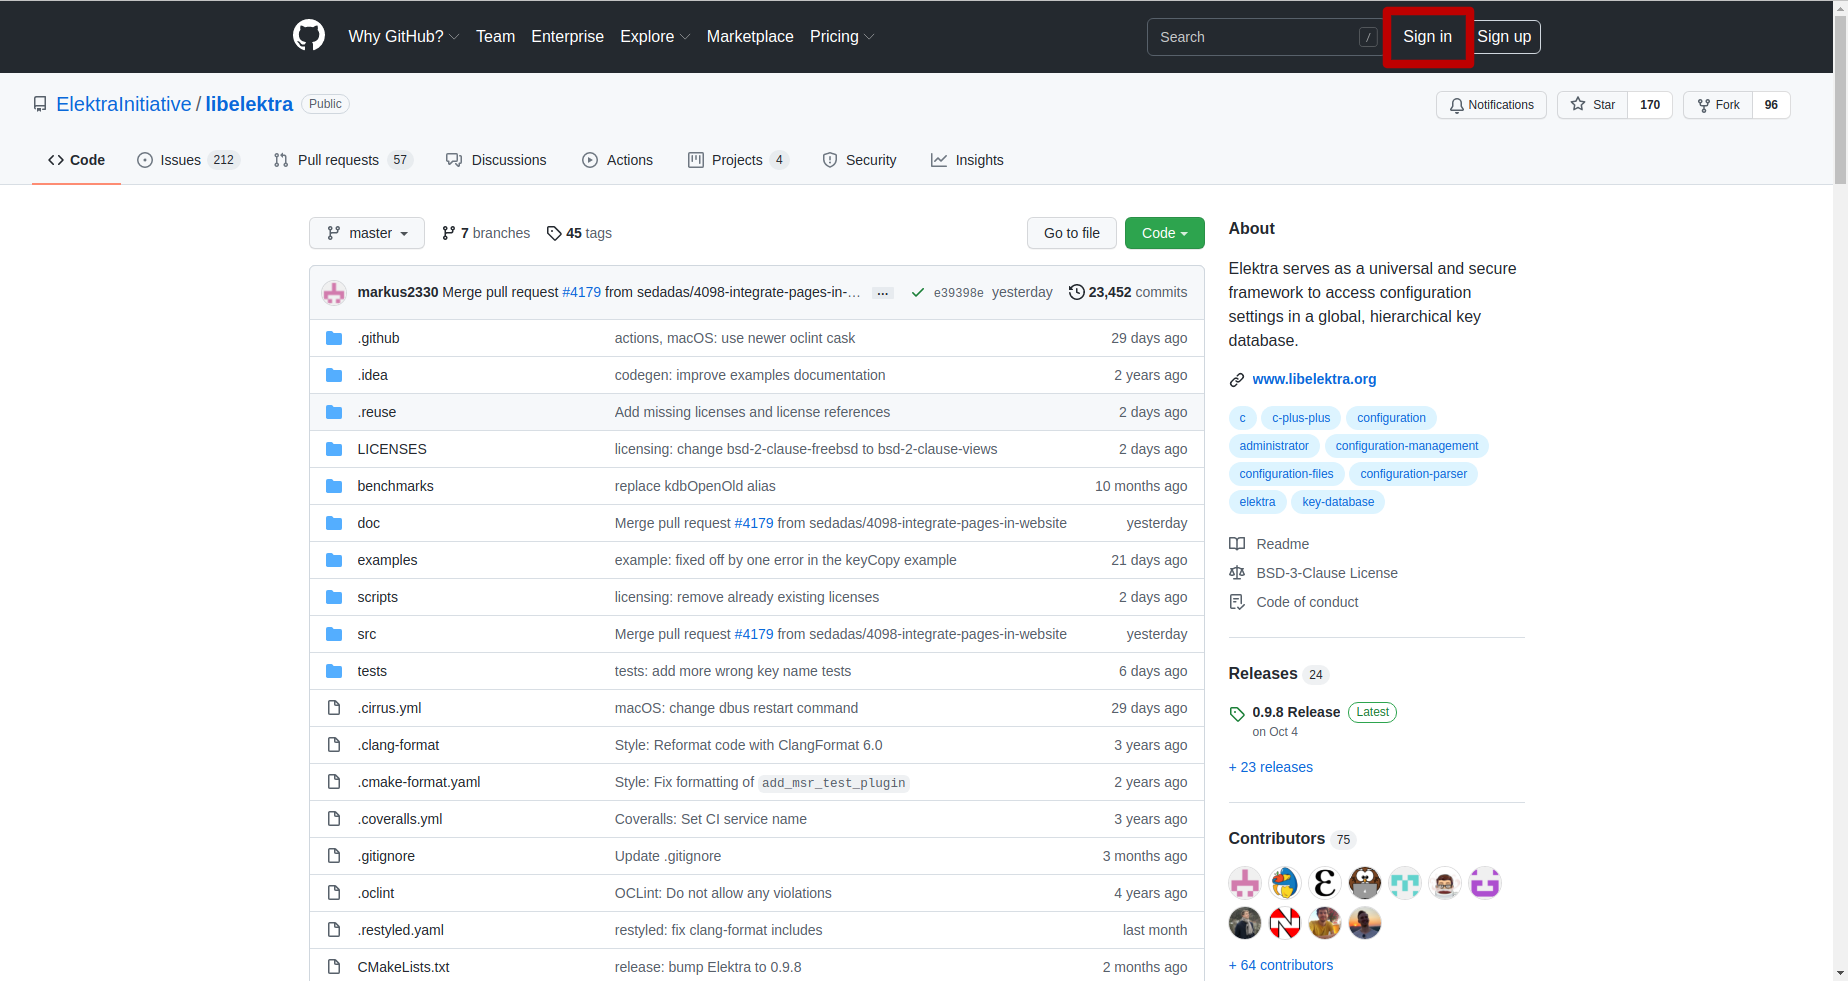 Why GitHub? Team Enterprise Explore Marketplace Pricing Search / Sign in Sign up
ElektraInitiative / libelektra Public Notifications Star 170 Fork 96
Code Issues 212 Pull requests 57 Discussions Actions Projects 4 Security Insights
master 7 branches 45 tags Go to file Code
markus2330 Merge pull request #4179 from sedadas/4098-integrate-pages-in-... ... e39398e yesterday 23,452 commits
.github actions, macOS: use newer oclint cask 29 days ago
.idea codegen: improve examples documentation 2 years ago
.reuse Add missing licenses and license references 2 days ago
LICENSES licensing: change bsd-2-clause-freebsd to bsd-2-clause-views 2 days ago
benchmarks replace kdbOpenOld alias 10 months ago
doc Merge pull request #4179 from sedadas/4098-integrate-pages-in-website yesterday
examples example: fixed off by one error in the keyCopy example 21 days ago
scripts licensing: remove already existing licenses 2 days ago
src Merge pull request #4179 from sedadas/4098-integrate-pages-in-website yesterday
tests tests: add more wrong key name tests 6 days ago
.cirrus.yml macOS: change dbus restart command 29 days ago
.clang-format Style: Reformat code with ClangFormat 6.0 3 years ago
.cmake-format.yaml Style: Fix formatting of add_msr_test_plugin 2 years ago
.coveralls.yml Coveralls: Set CI service name 3 years ago
.gitignore Update .gitignore 3 months ago
.oclint OCLint: Do not allow any violations 4 years ago
.restyled.yaml restyled: fix clang-format includes last month
CMakeLists.txt release: bump Elektra to 0.9.8 2 months ago
About
Elektra serves as a universal and secure
framework to access configuration
settings in a global, hierarchical key
database.
www.libelektra.org
c c-plus-plus configuration
administrator configuration-management
configuration-files configuration-parser
elektra key-database
Readme
BSD-3-Clause License
Code of conduct
Releases 24
0.9.8 Release Latest
on Oct 4
+ 23 releases
Contributors 75
+ 64 contributors